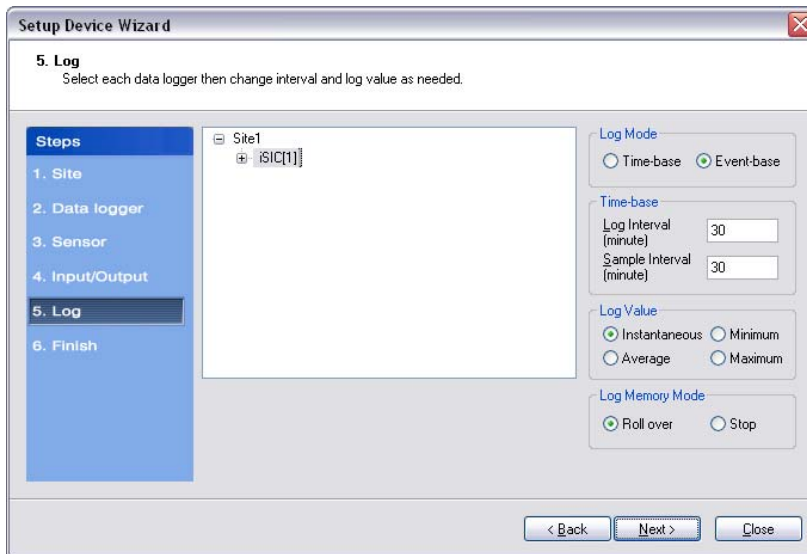 Setup Device Wizard
5. Log
Select each data logger then change interval and log value as needed.
Steps
1. Site
2. Data logger
3. Sensor
4. Input/Output
5. Log
6. Finish
Site1
iSIC[1]
Log Mode
Time-base Event-base
Time-base
Log Interval (minute) 30
Sample Interval (minute) 30
Log Value
Instantaneous Minimum
Average Maximum
Log Memory Mode
Roll over Stop
< Back Next > Close